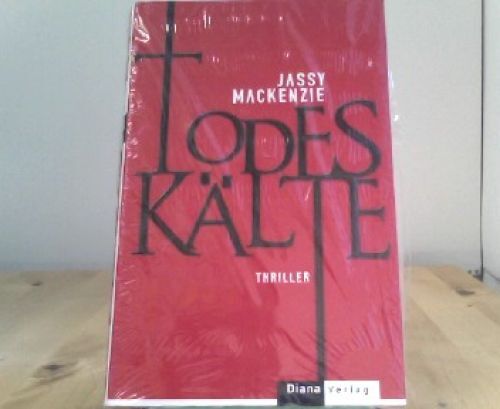 JASSY
MACKENZIE
TODES
KÄLTE
THRILLER
Diana Verlag